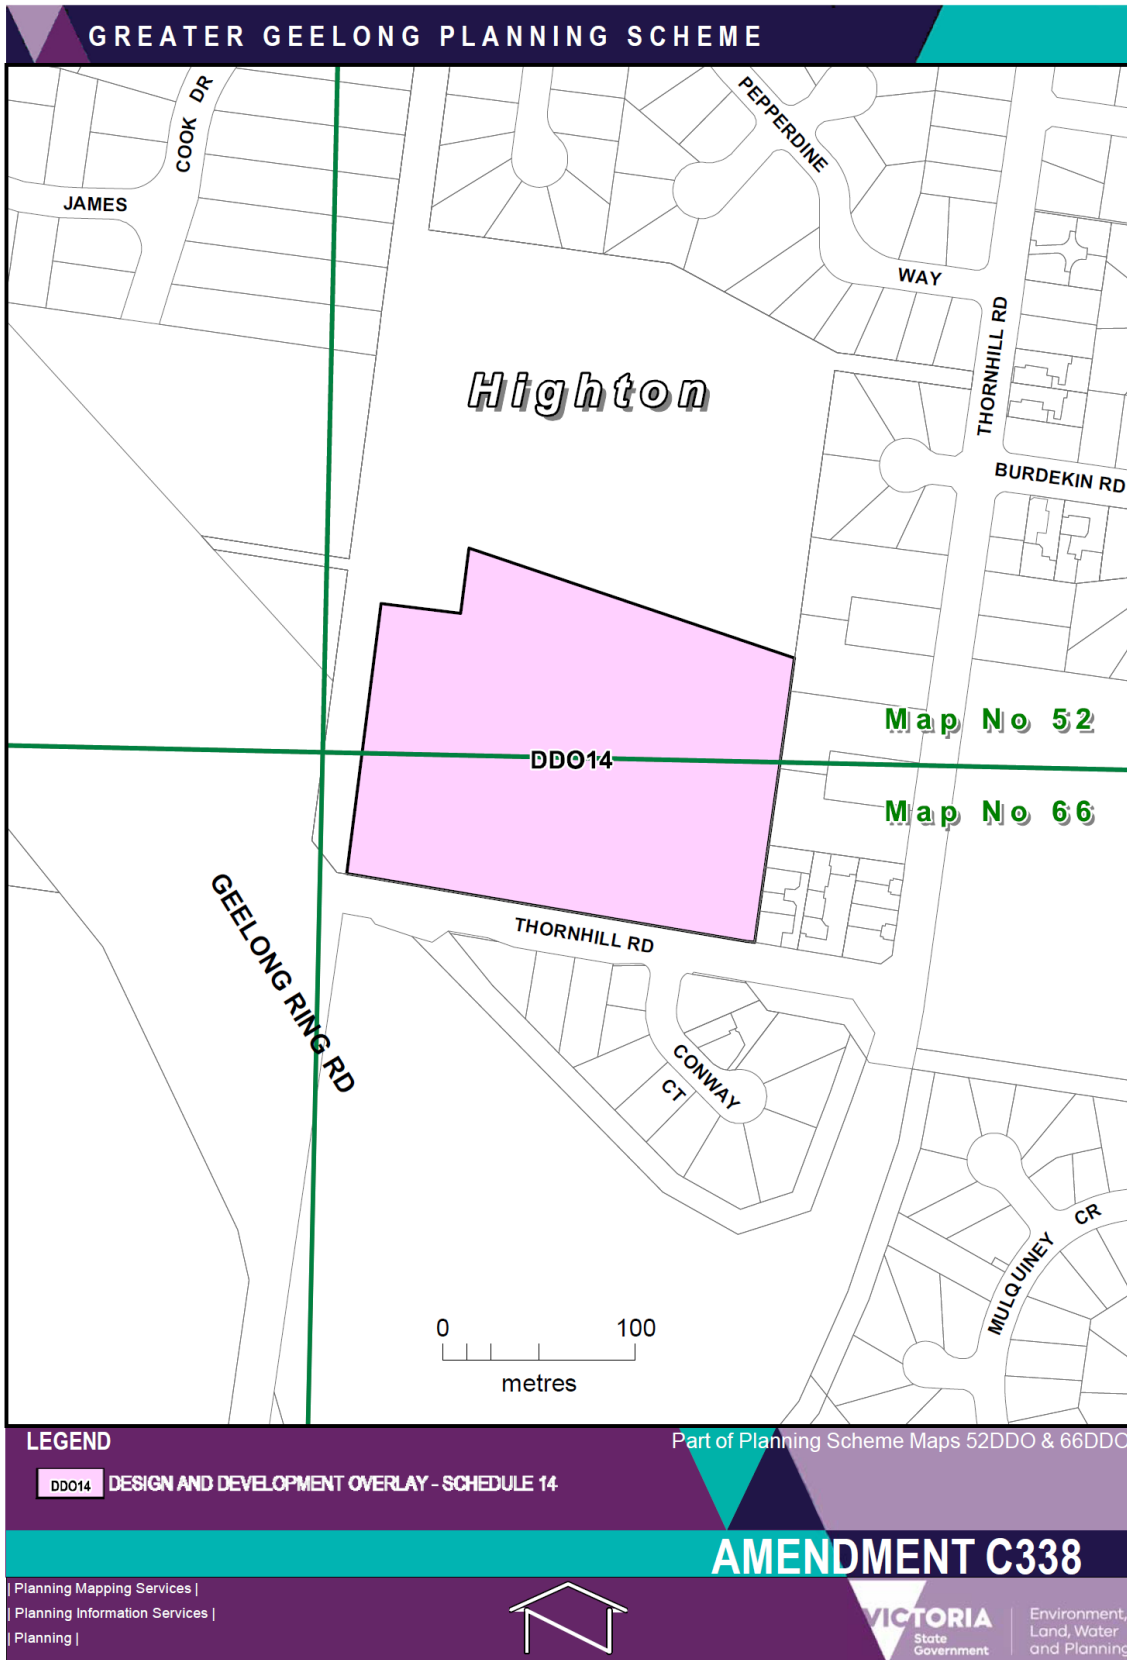 GREATER GEELONG PLANNING SCHEME
COOK DR
JAMES
PEPPERDINE
WAY
THORNHILL RD
Highton
BURDEKIN RD
Map No 52
DDO14
Map No 66
GEELONG RING RD
THORNHILL RD
CONWAY
CT
MULQUINEY
CR
0 100
metres
LEGEND
Part of Planning Scheme Maps 52DDO & 66DDO
DDO14 DESIGN AND DEVELOPMENT OVERLAY - SCHEDULE 14
AMENDMENT C338
| Planning Mapping Services |
| Planning Information Services |
| Planning |
VICTORIA
State
Government
Environment,
Land, Water
and Planning